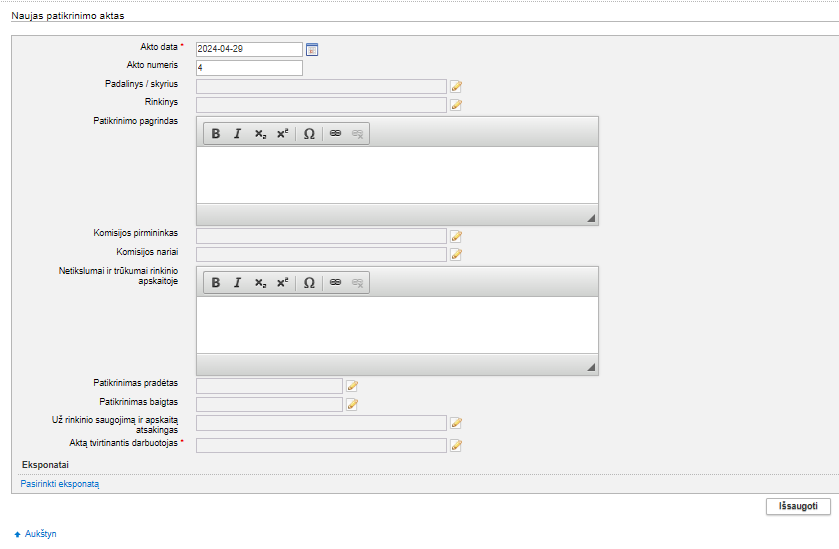 Naujas patikrinimo aktas
Akto data * 2024-04-29
Akto numeris 4
Padalinys / skyrius
Rinkinys
Patikrinimo pagrindas
B I x₂ x² Ω
Komisijos pirmininkas
Komisijos nariai
Netikslumai ir trūkumai rinkinio
apskaitoje
B I x₂ x² Ω
Patikrinimas pradėtas
Patikrinimas baigtas
Už rinkinio saugojimą ir apskaitą
atsakingas
Aktą tvirtinantis darbuotojas *
Eksponatai
Pasirinkti eksponatą
Išsaugoti
Aukštyn